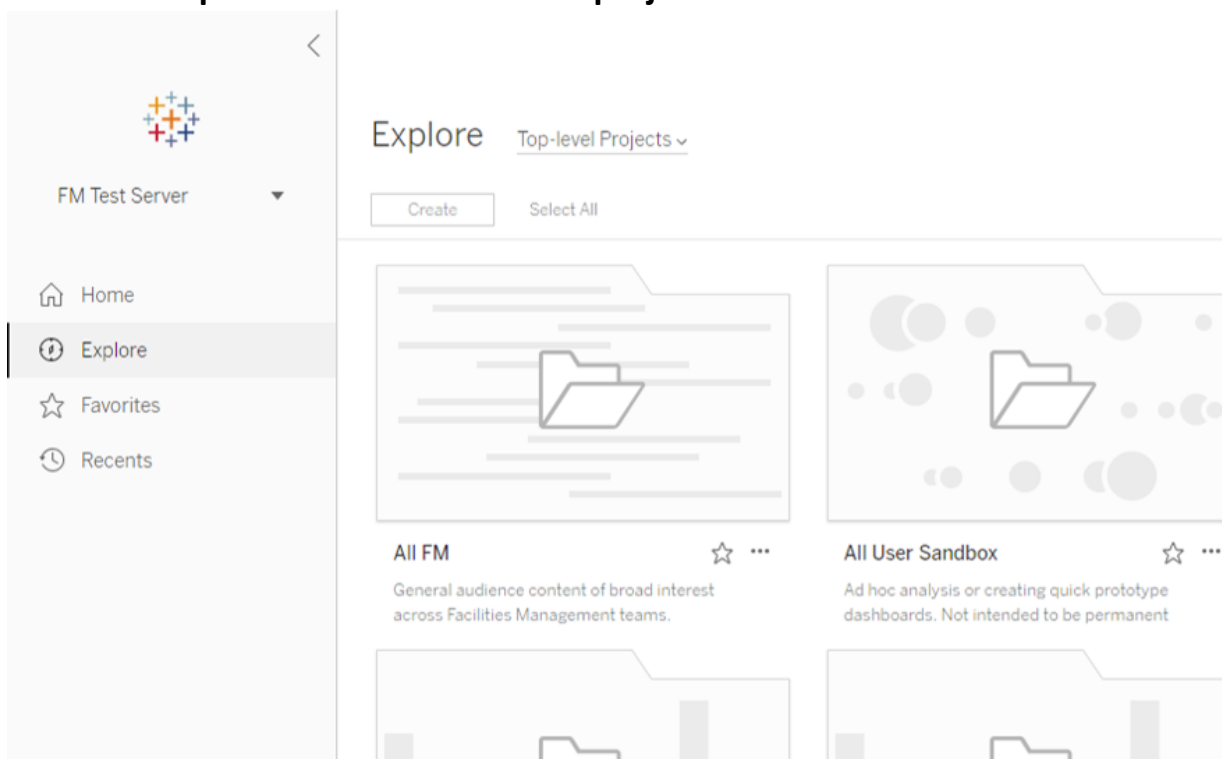 FM Test Server
Home
Explore
Favorites
Recents
Explore Top-level Projects
Create Select All
All FM
General audience content of broad interest
across Facilities Management teams.
All User Sandbox
Ad hoc analysis or creating quick prototype
dashboards. Not intended to be permanent